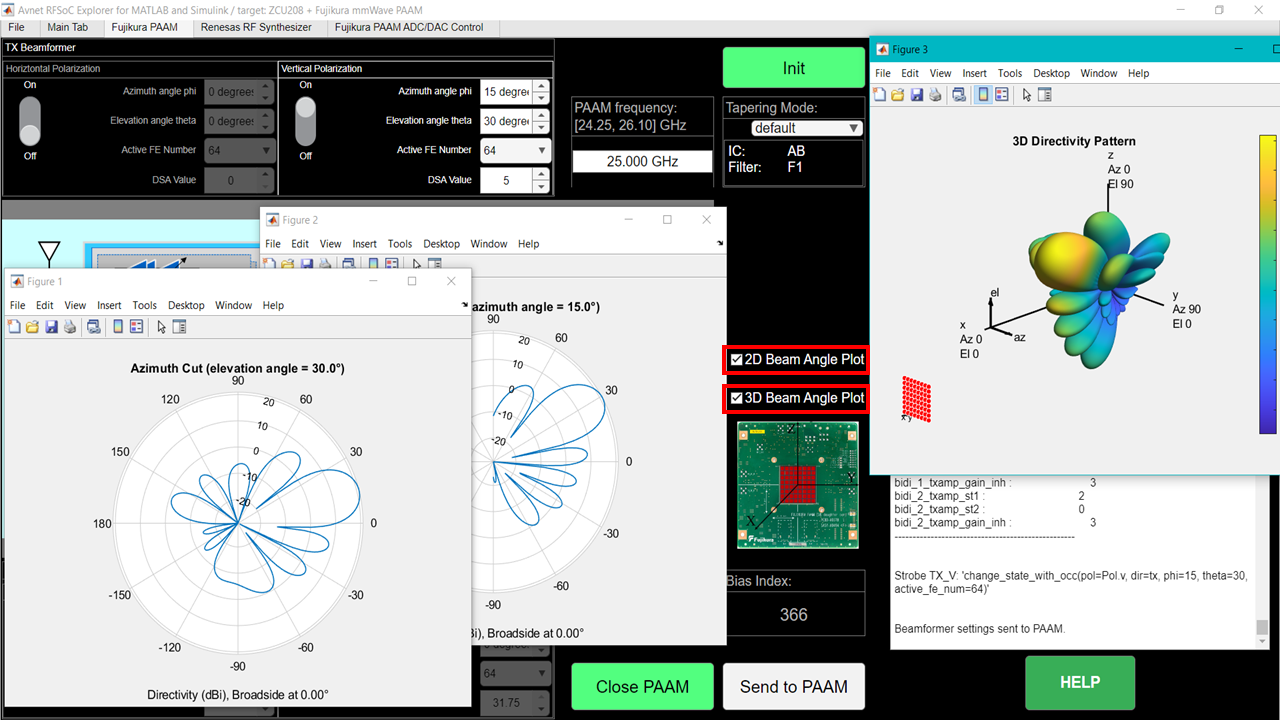 Avnet RFSoC Explorer for MATLAB and Simulink / target: ZCU208 + Fujikura mmWave PAAM
File Main Tab Fujikura PAAM Renesas RF Synthesizer Fujikura PAAM ADC/DAC Control
TX Beamformer
Horiztontal Polarization
On
Off
Azimuth angle phi 0 degrees
Elevation angle theta 0 degrees
Active FE Number 64
DSA Value 0
Vertical Polarization
On
Off
Azimuth angle phi 15 degree
Elevation angle theta 30 degree
Active FE Number 64
DSA Value 5
PAAM frequency:
[24.25, 26.10] GHz
25.000 GHz
Init
Tapering Mode:
default
IC: AB
Filter: F1
Figure 3
File Edit View Insert Tools Desktop Window Help
3D Directivity Pattern
z
Az 0
El 90
y
Az 90
El 0
x
Az 0
El 0
el
az
x y
Figure 2
File Edit View Insert Tools Desktop Window Help
azimuth angle = 15.0°)
90
60
30
0
-30
-60
-90
20
10
0
-10
-20
Bi), Broadside at 0.00°
Figure 1
File Edit View Insert Tools Desktop Window Help
Azimuth Cut (elevation angle = 30.0°)
90
120 60
150 30
180 0
-150 -30
-120 -60
-90
20
10
0
-10
-20
Directivity (dBi), Broadside at 0.00°
2D Beam Angle Plot
3D Beam Angle Plot
Z
Y
X
Fujikura
Bias Index:
366
bidi_1_txamp_gain_inh : 3
bidi_2_txamp_st1 : 2
bidi_2_txamp_st2 : 0
bidi_2_txamp_gain_inh : 3
--------------------------------------------------
Strobe TX_V: 'change_state_with_occ(pol=Pol.v, dir=tx, phi=15, theta=30,
active_fe_num=64)'
Beamformer settings sent to PAAM.
64
31.75
Close PAAM
Send to PAAM
HELP